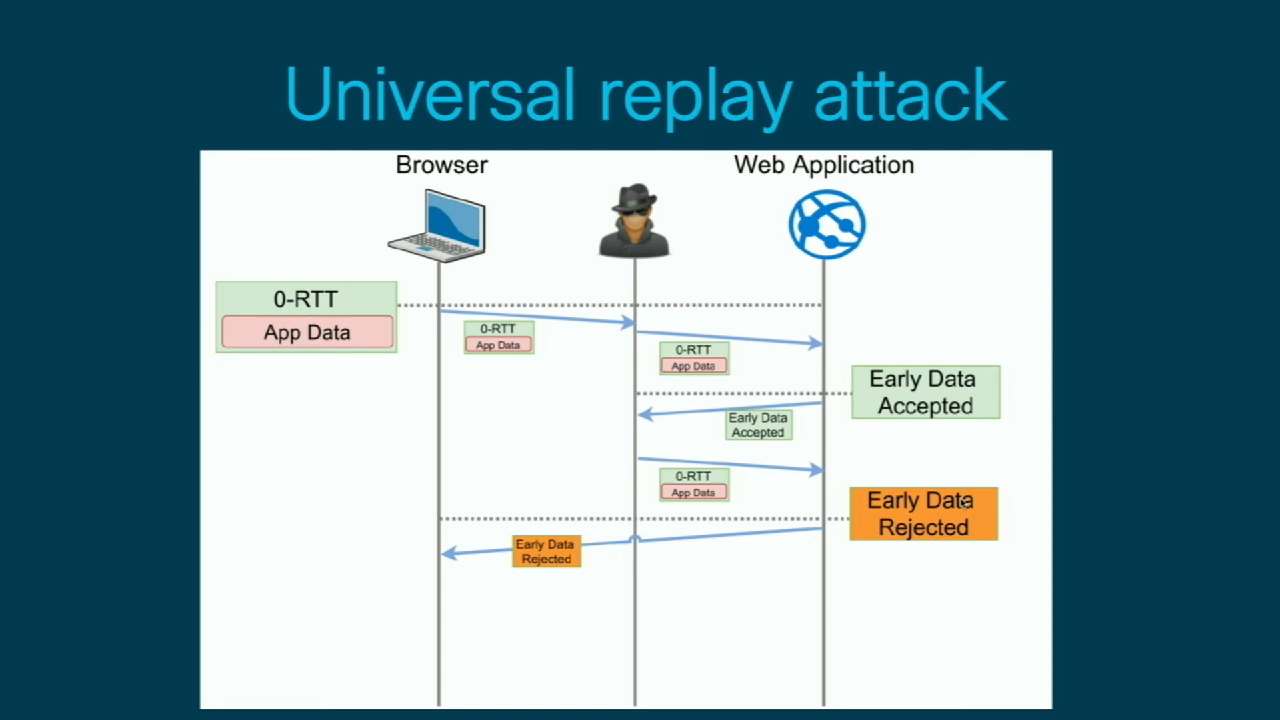 Universal replay attack
Browser
Web Application
0-RTT
App Data
0-RTT
App Data
0-RTT
App Data
Early Data
Accepted
Early Data
Accepted
0-RTT
App Data
Early Data
Rejected
Early Data
Rejected